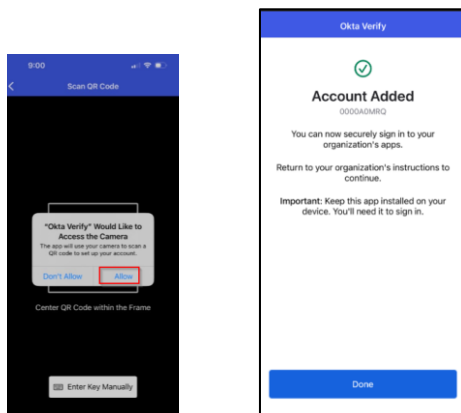 9:00
Scan QR Code
"Okta Verify" Would Like to
Access the Camera
The app will use your camera to scan a
QR code to set up your account.
Don't Allow
Allow
Center QR Code within the Frame
Enter Key Manually
Okta Verify
Account Added
0000A0MRQ
You can now securely sign in to your
organization's apps.
Return to your organization's instructions to
continue.
Important: Keep this app installed on your
device. You'll need it to sign in.
Done